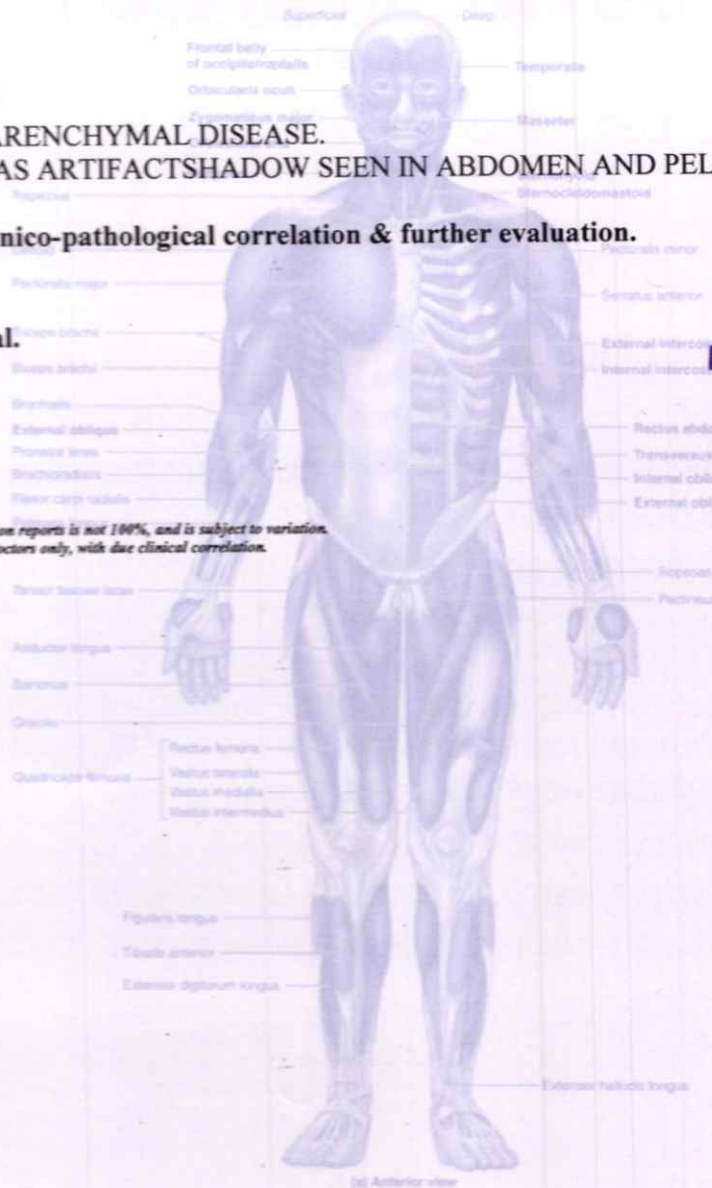 Superficial Deep
Frontal belly
of occipitofrontalis
Temporalis
Orbicularis oculi
Zygomaticus major
Masseter
ARENCHYMAL DISEASE.
AS ARTIFACTSHADOW SEEN IN ABDOMEN AND PEL
Trapezius
Sternocleidomastoid
nico-pathological correlation & further evaluation.
Pectoralis minor
Pectoralis major
Serratus anterior
al.
Biceps brachii
External intercos
Biceps brachii
Internal intercos
Brachialis
External oblique
Rectus abdo
Pronator teres
Transversus
Brachioradialis
Internal obli
Flexor carpi radialis
External obl
on reports is not 100%, and is subject to variation.
octors only, with due clinical correlation.
Iliopsoas
Tensor fasciae latae
Pectineus
Adductor longus
Sartorius
Gracilis
Rectus femoris
Quadriceps femoris
Vastus lateralis
Vastus medialis
Vastus intermedius
Fibularis longus
Tibialis anterior
Extensor digitorum longus
Extensor hallucis longus
(a) Anterior view